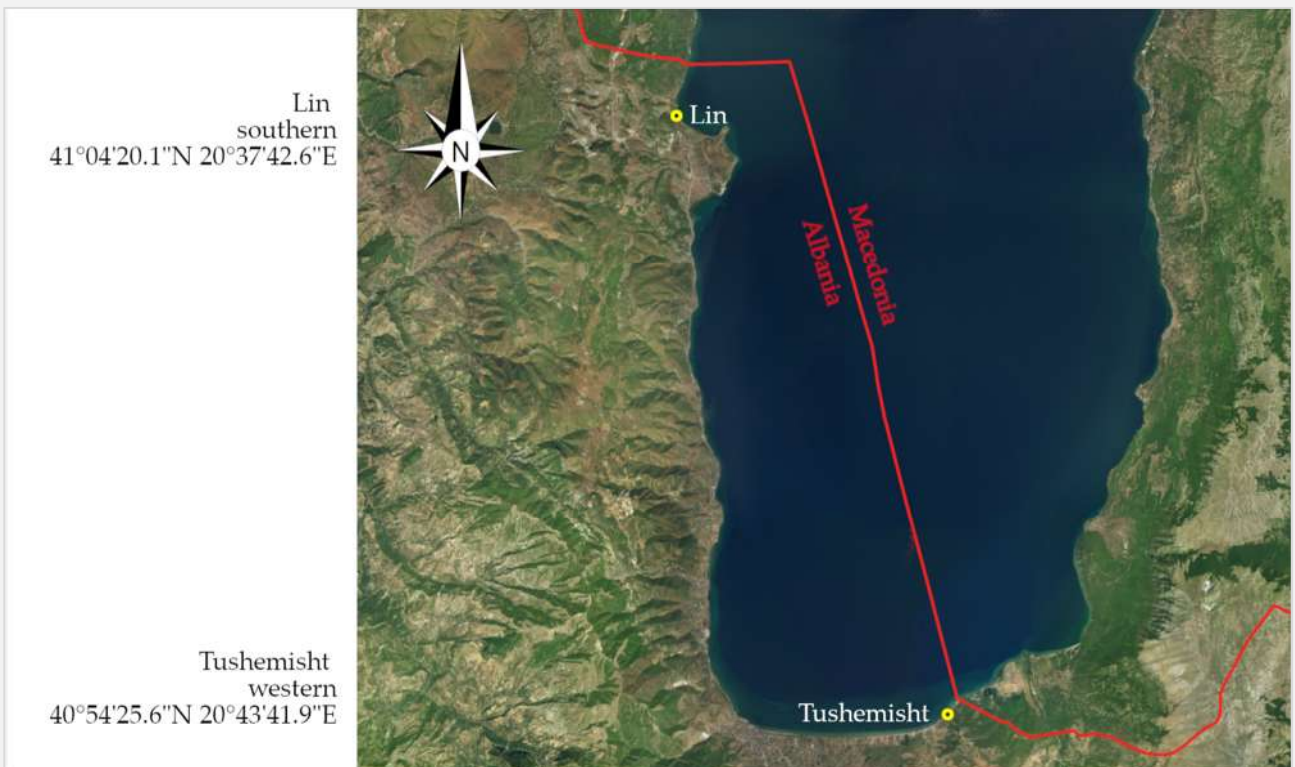 Lin
southern
41°04'20.1"N 20°37'42.6"E
N
Lin
Macedonia
Albania
Tushemisht
western
40°54'25.6"N 20°43'41.9"E
Tushemisht